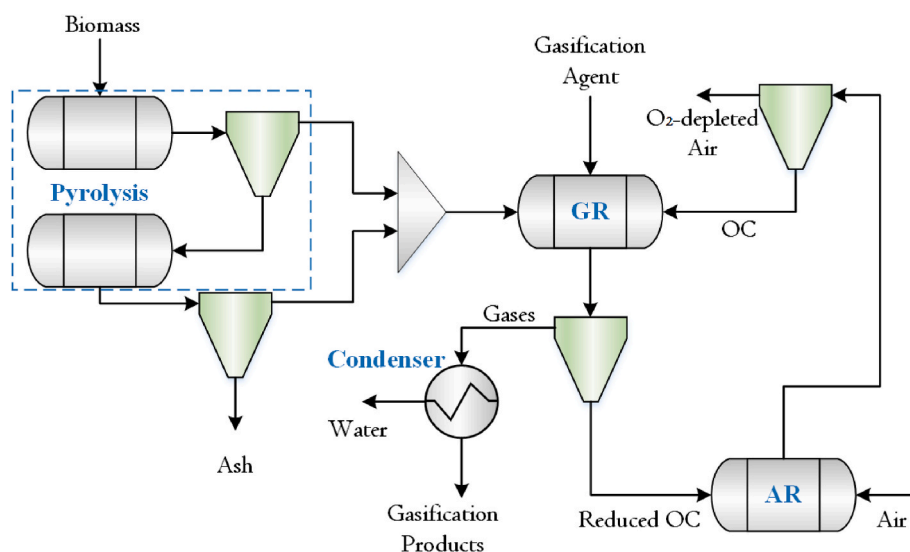 Biomass
Pyrolysis
Gasification
Agent
GR
O2-depleted
Air
OC
Gases
Condenser
Water
Ash
Gasification
Products
Reduced OC
AR
Air